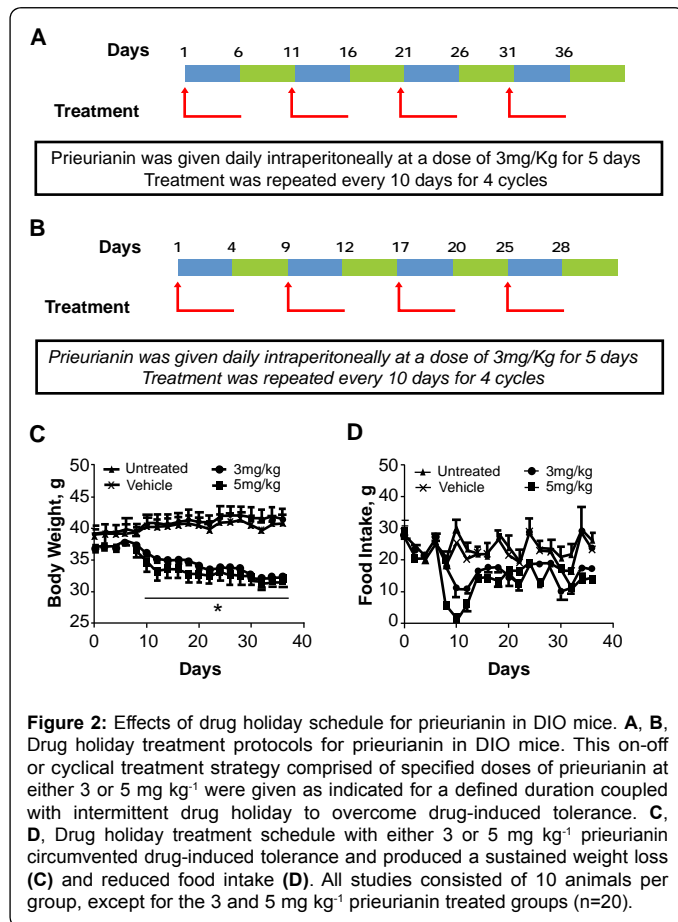 A
Days 1 6 11 16 21 26 31 36
Treatment
Prieurianin was given daily intraperitoneally at a dose of 3mg/Kg for 5 days
Treatment was repeated every 10 days for 4 cycles
B
Days 1 4 9 12 17 20 25 28
Treatment
Prieurianin was given daily intraperitoneally at a dose of 3mg/Kg for 5 days
Treatment was repeated every 10 days for 4 cycles
C
Untreated 3mg/kg
Vehicle 5mg/kg
Body Weight, g
50
45
40
35
30
25
*
0 10 20 30 40
Days
D
Untreated 3mg/kg
Vehicle 5mg/kg
Food Intake, g
50
40
30
20
10
0
0 10 20 30 40
Days
Figure 2: Effects of drug holiday schedule for prieurianin in DIO mice. A, B,
Drug holiday treatment protocols for prieurianin in DIO mice. This on-off
or cyclical treatment strategy comprised of specified doses of prieurianin at
either 3 or 5 mg kg-1 were given as indicated for a defined duration coupled
with intermittent drug holiday to overcome drug-induced tolerance. C,
D, Drug holiday treatment schedule with either 3 or 5 mg kg-1 prieurianin
circumvented drug-induced tolerance and produced a sustained weight loss
(C) and reduced food intake (D). All studies consisted of 10 animals per
group, except for the 3 and 5 mg kg-1 prieurianin treated groups (n=20).